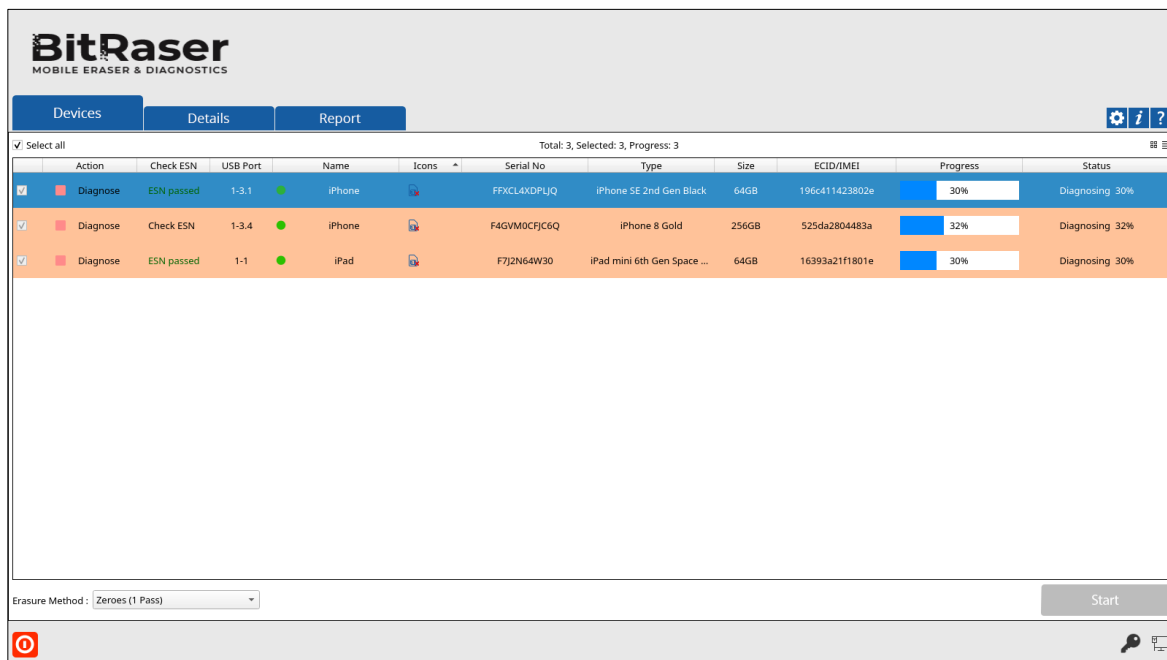 BitRaser
MOBILE ERASER & DIAGNOSTICS
Devices Details Report i ?
Select all Total: 3, Selected: 3, Progress: 3
Action Check ESN USB Port Name Icons Serial No Type Size ECID/IMEI Progress Status
Diagnose ESN passed 1-3.1 iPhone FFXCL4XDPLJQ iPhone SE 2nd Gen Black 64GB 196c411423802e 30% Diagnosing 30%
Diagnose Check ESN 1-3.4 iPhone F4GVM0CFJC6Q iPhone 8 Gold 256GB 525da2804483a 32% Diagnosing 32%
Diagnose ESN passed 1-1 iPad F7J2N64W30 iPad mini 6th Gen Space ... 64GB 16393a21f1801e 30% Diagnosing 30%
Erasure Method : Zeroes (1 Pass) Start